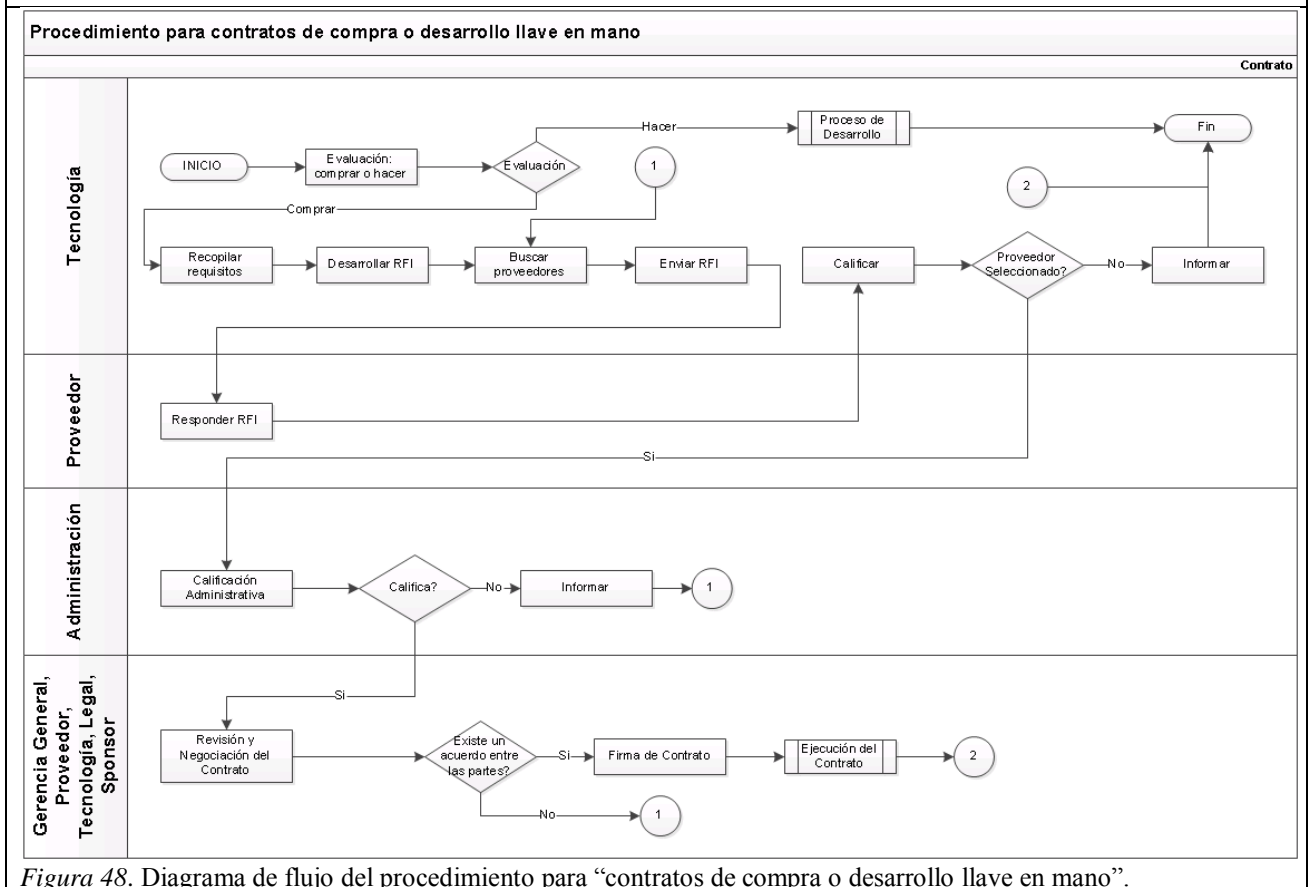 Procedimiento para contratos de compra o desarrollo llave en mano
Contrato
Tecnología
INICIO
Evaluación:
comprar o hacer
Evaluación
Hacer
Proceso de
Desarrollo
Fin
1
2
Comprar
Recopilar
requisitos
Desarrollar RFI
Buscar
proveedores
Enviar RFI
Calificar
Proveedor
Seleccionado?
No
Informar
Proveedor
Responder RFI
Si
Administración
Calificación
Administrativa
Califica?
No
Informar
1
Gerencia General,
Proveedor,
Tecnología, Legal,
Sponsor
Si
Revisión y
Negociación del
Contrato
Existe un
acuerdo entre
las partes?
Si
Firma de Contrato
Ejecución del
Contrato
2
No
1
Figura 48. Diagrama de flujo del procedimiento para “contratos de compra o desarrollo llave en mano”.